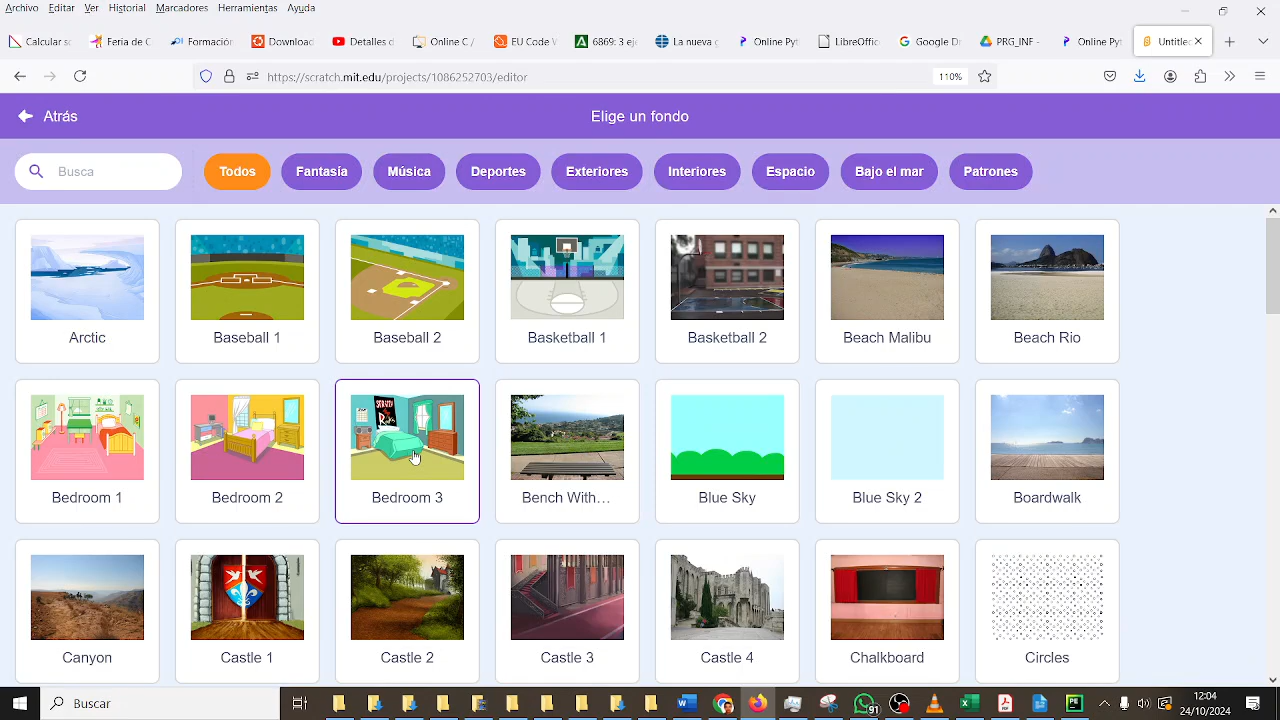 Archivo Editar Ver Historial Marcadores Herramientas Ayuda
Calcular sc
Feria de C
Formación
Download
Detalles d
Online C /
EU Code V
6869: 3 ej
La nueva g
Online Pyt
LibreOffic
Google Dr
PRG_INF -
Online Pyt
Untitle
https://scratch.mit.edu/projects/1086252703/editor
110%
Atrás
Elige un fondo
Busca
Todos
Fantasía
Música
Deportes
Exteriores
Interiores
Espacio
Bajo el mar
Patrones
Arctic
Baseball 1
Baseball 2
Basketball 1
Basketball 2
Beach Malibu
Beach Rio
Bedroom 1
Bedroom 2
Bedroom 3
Bench With…
Blue Sky
Blue Sky 2
Boardwalk
Canyon
Castle 1
Castle 2
Castle 3
Castle 4
Chalkboard
Circles
Buscar
91
12:04
24/10/2024